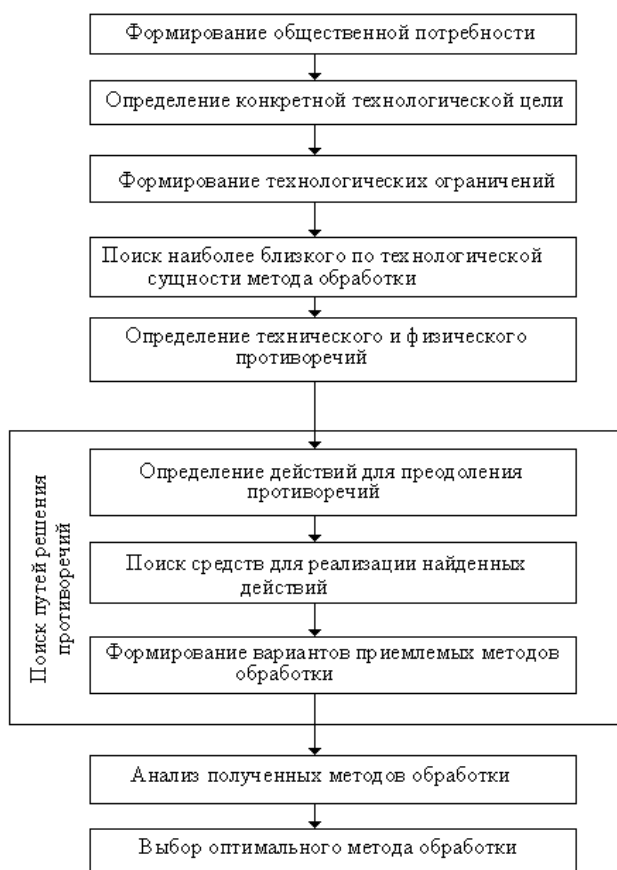 Формирование общественной потребности
Определение конкретной технологической цели
Формирование технологических ограничений
Поиск наиболее близкого по технологической
сущности метода обработки
Определение технического и физического
противоречий
Поиск путей решения
противоречий
Определение действий для преодоления
противоречий
Поиск средств для реализации найденных
действий
Формирование вариантов приемлемых методов
обработки
Анализ полученных методов обработки
Выбор оптимального метода обработки